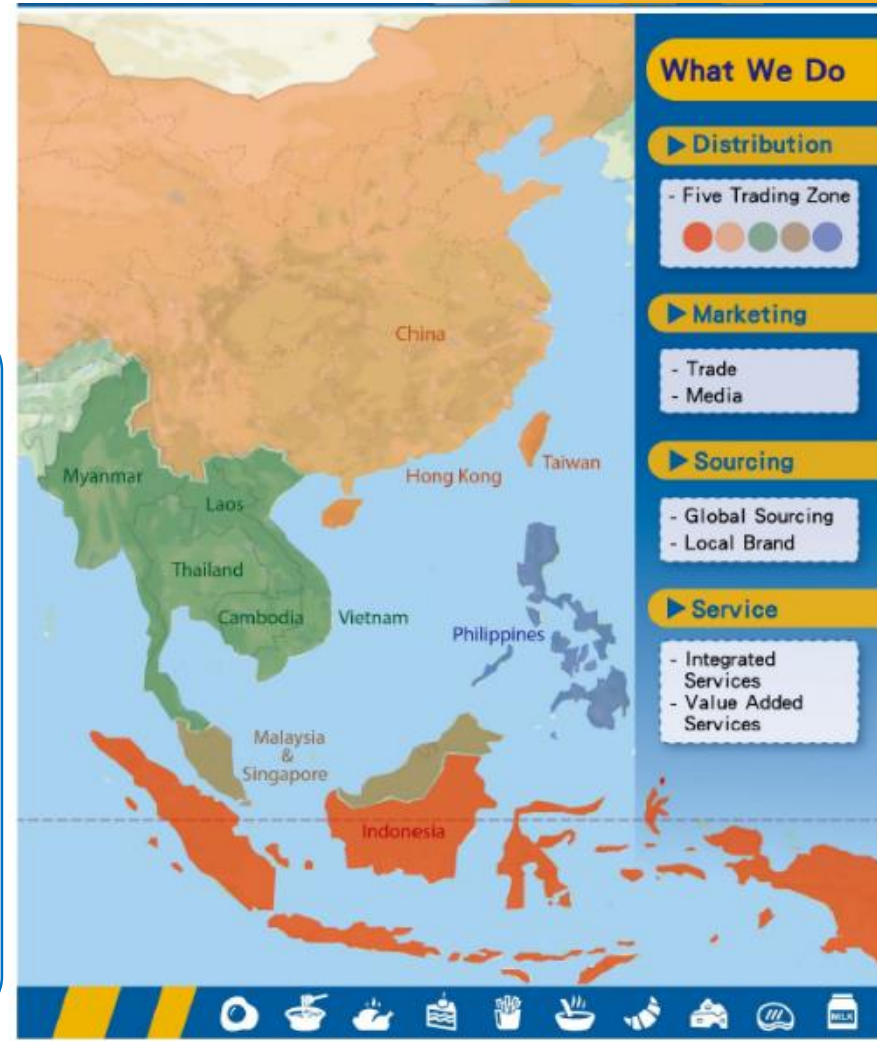 What We Do
▶ Distribution
- Five Trading Zone
▶ Marketing
- Trade
- Media
▶ Sourcing
- Global Sourcing
- Local Brand
▶ Service
- Integrated
Services
- Value Added
Services
China
Hong Kong
Taiwan
Myanmar
Laos
Thailand
Cambodia
Vietnam
Philippines
Malaysia
&
Singapore
Indonesia
MILK